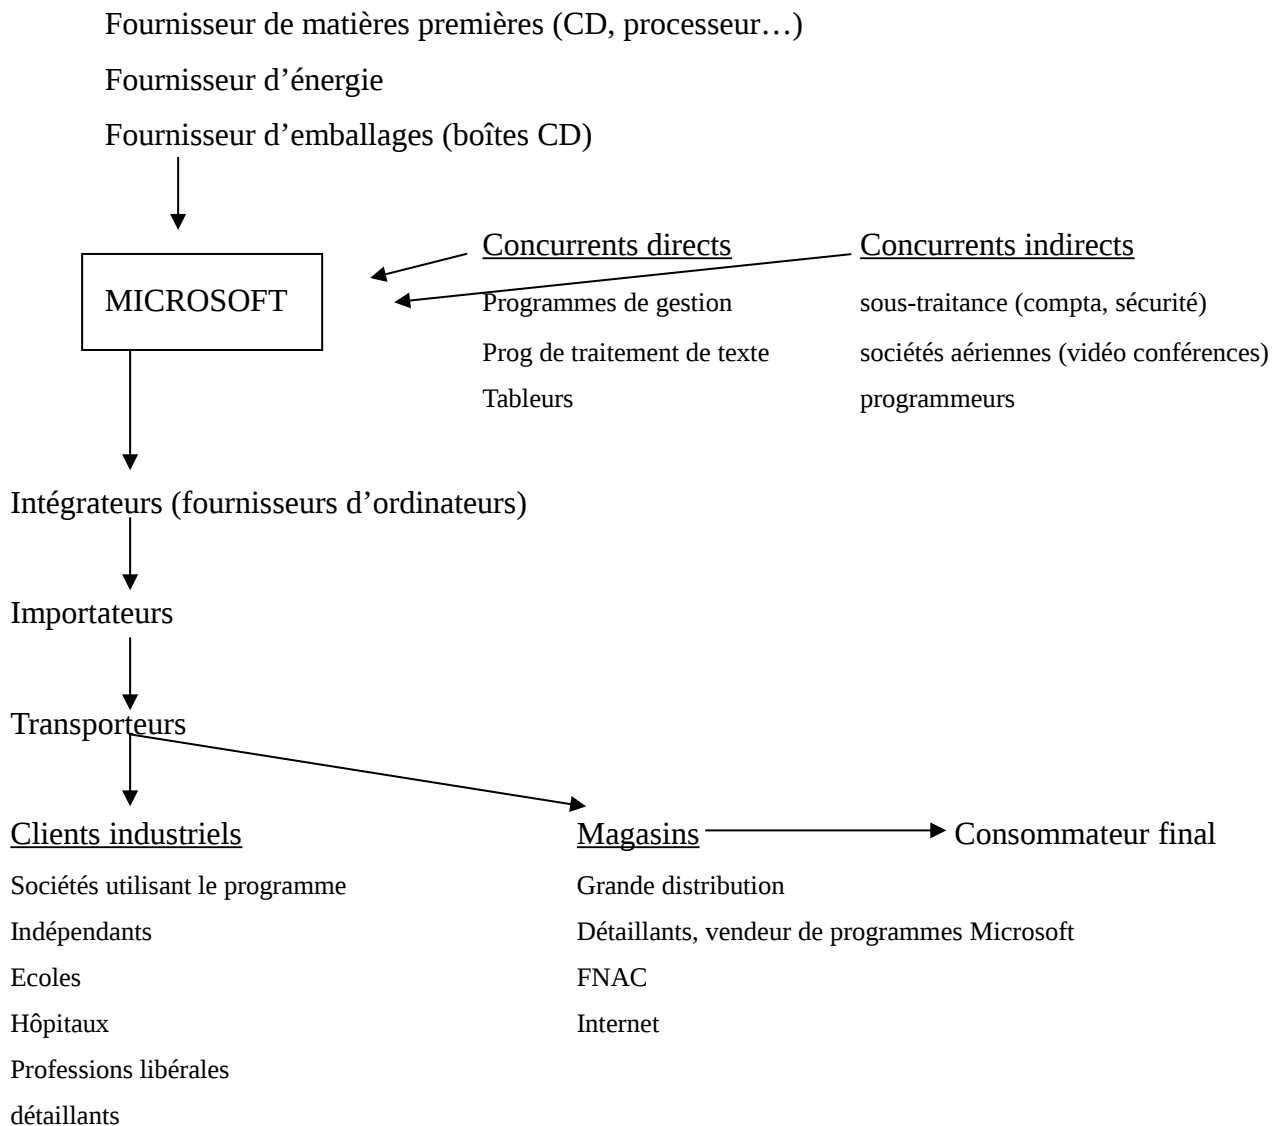 Fournisseur de matières premières (CD, processeur…)
Fournisseur d’énergie
Fournisseur d’emballages (boîtes CD)
MICROSOFT
Concurrents directs
Programmes de gestion
Prog de traitement de texte
Tableurs
Concurrents indirects
sous-traitance (compta, sécurité)
sociétés aériennes (vidéo conférences)
programmeurs
Intégrateurs (fournisseurs d’ordinateurs)
Importateurs
Transporteurs
Clients industriels
Sociétés utilisant le programme
Indépendants
Ecoles
Hôpitaux
Professions libérales
détaillants
Magasins
Grande distribution
Détaillants, vendeur de programmes Microsoft
FNAC
Internet
Consommateur final